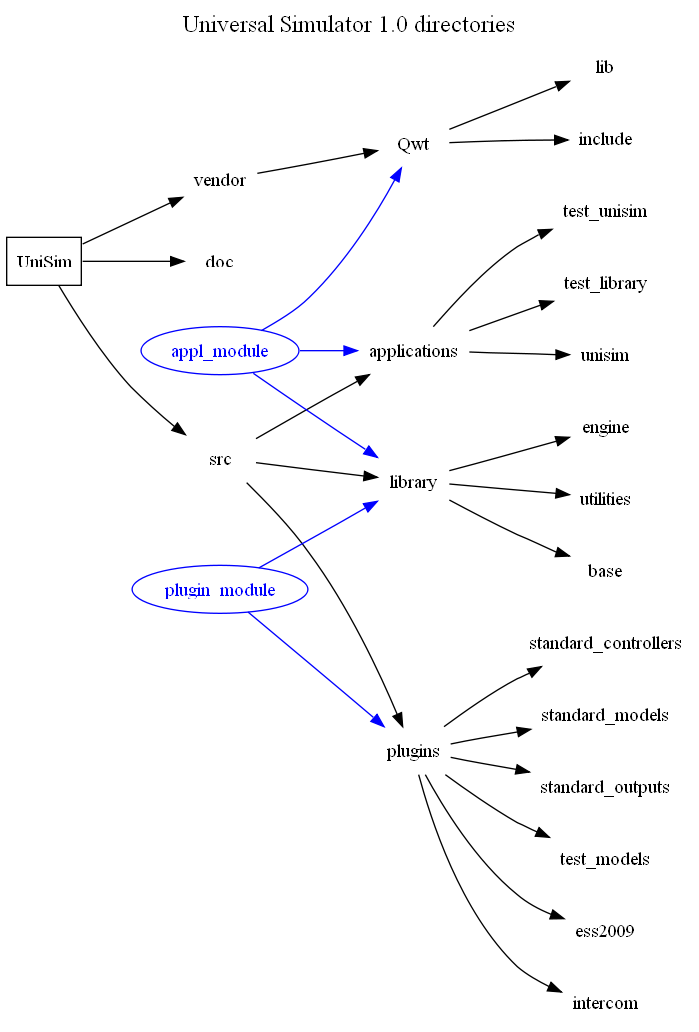 Universal Simulator 1.0 directories
lib
Qwt
include
vendor
test_unisim
UniSim
doc
test_library
appl_module
applications
unisim
engine
src
library
utilities
base
plugin_module
standard_controllers
standard_models
plugins
standard_outputs
test_models
ess2009
intercom